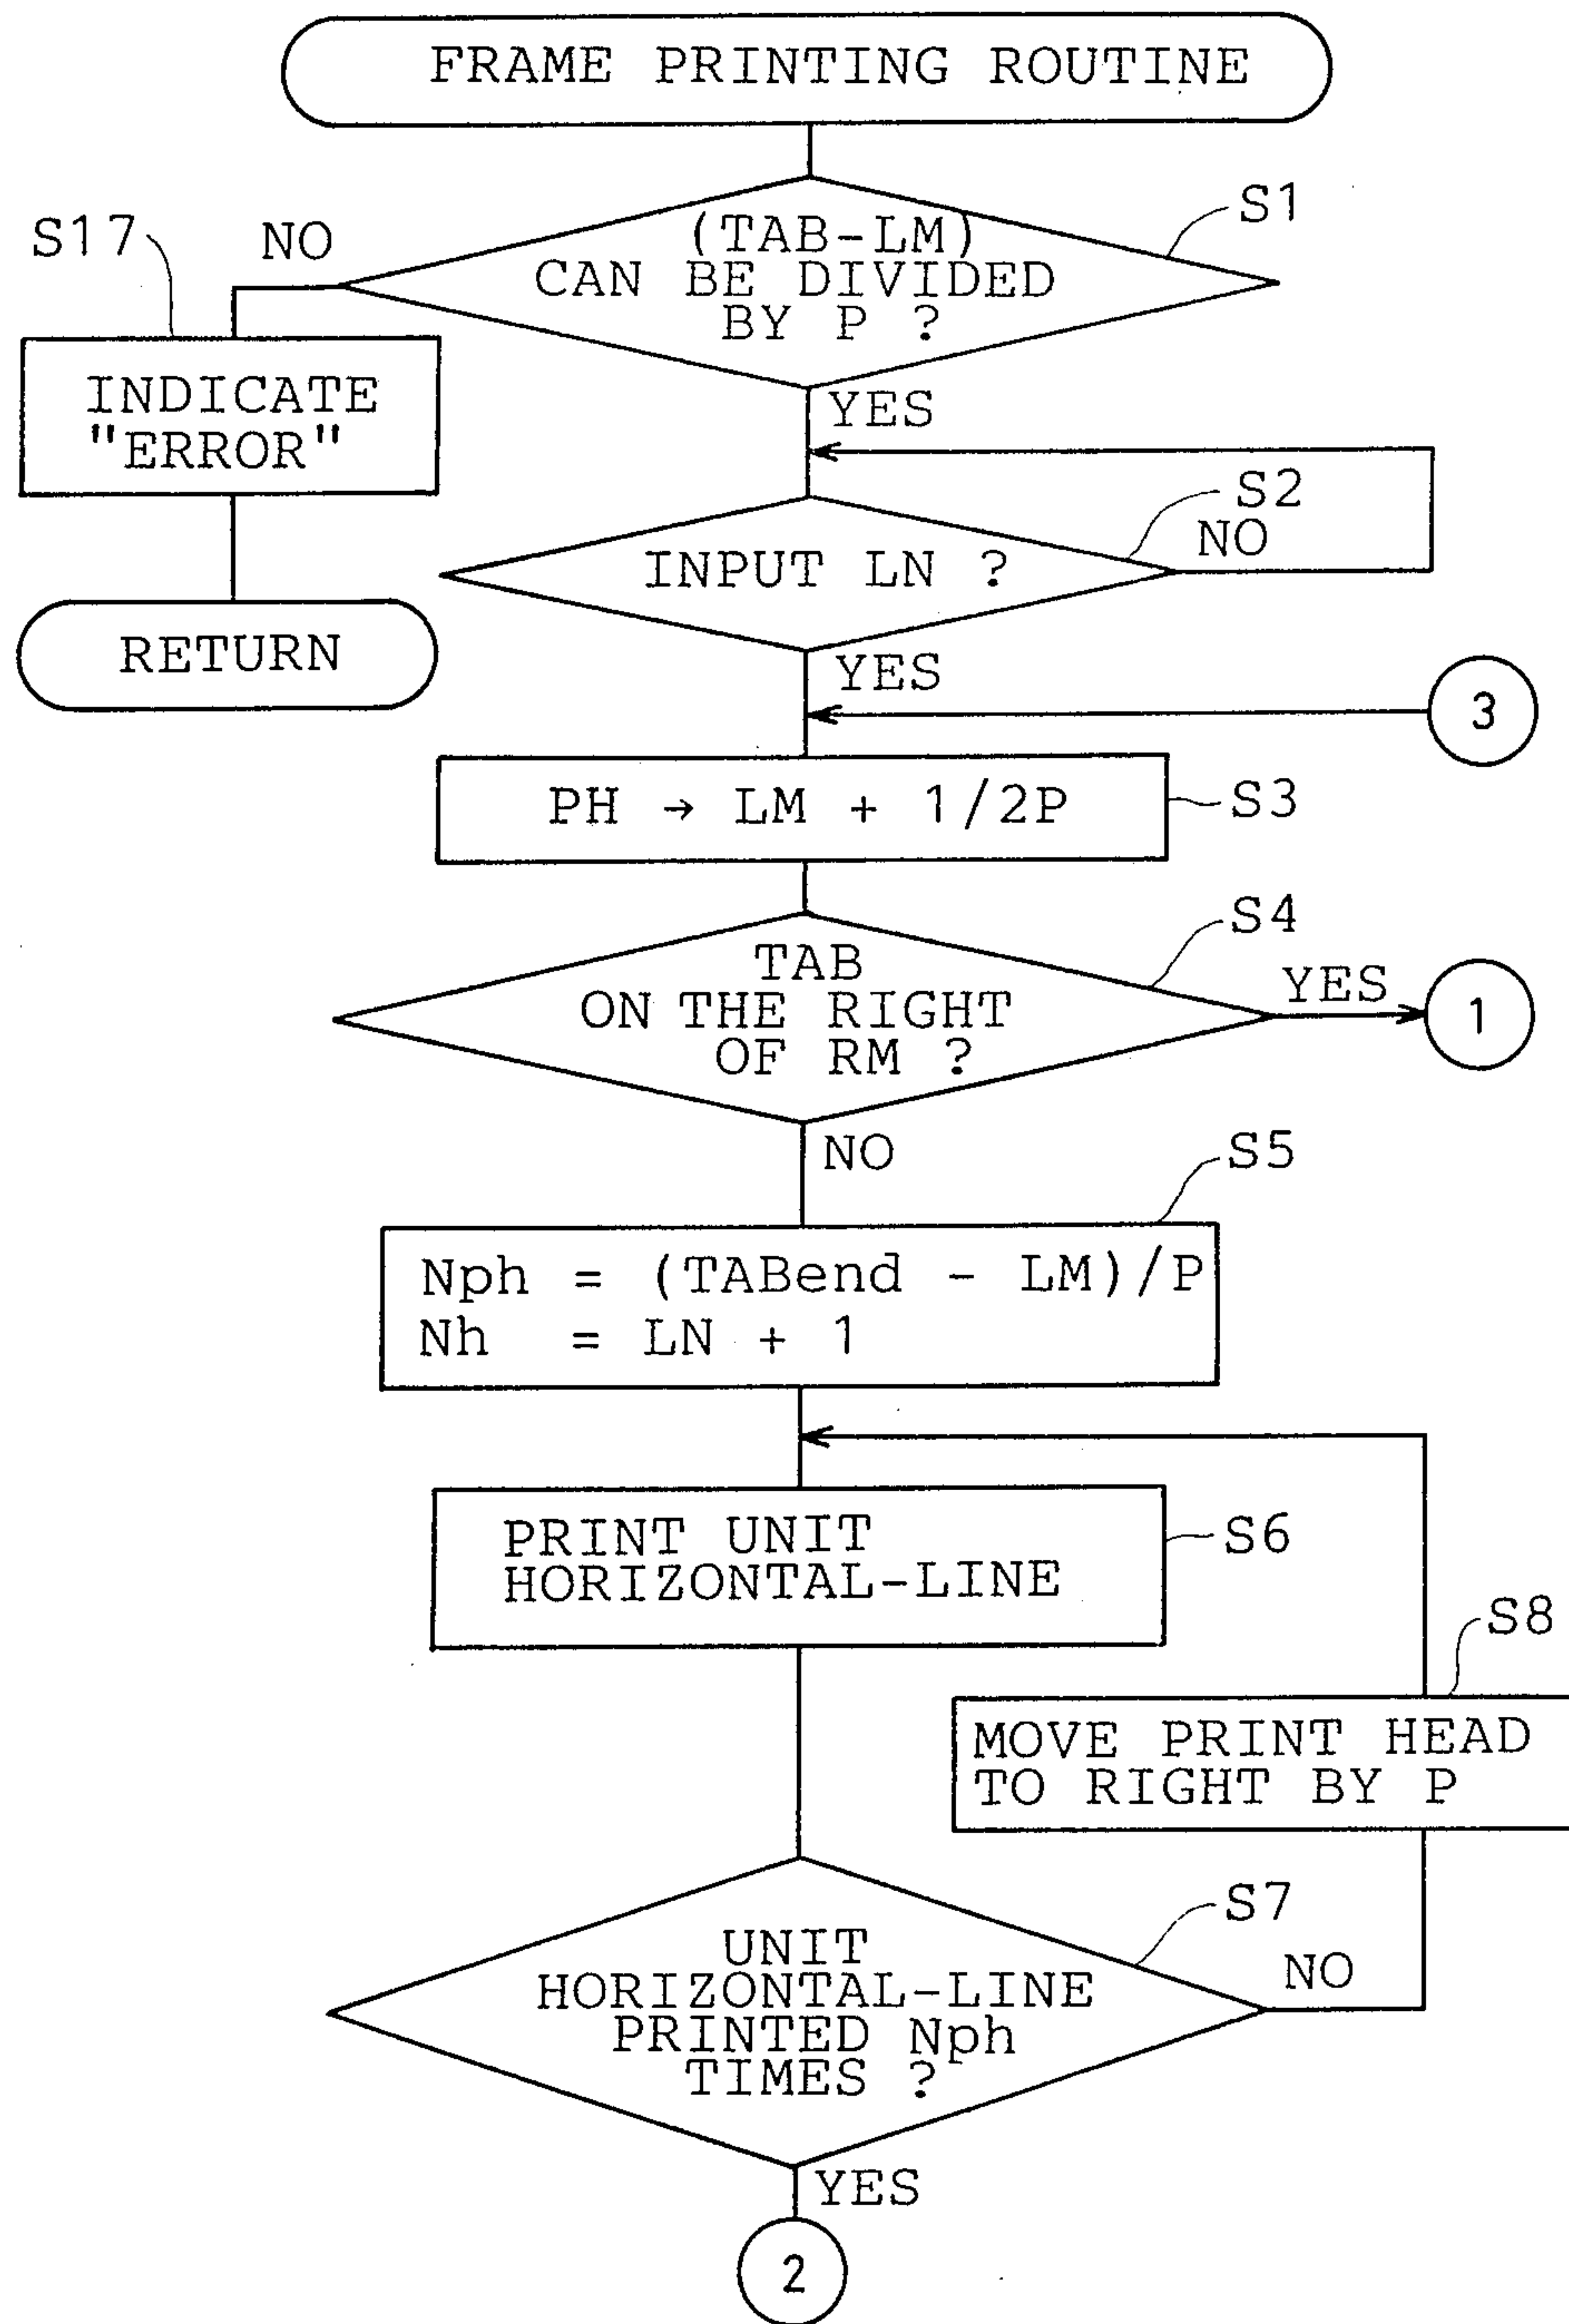 FRAME PRINTING ROUTINE
S1
(TAB-LM)
CAN BE DIVIDED
BY P ?
NO
S17
INDICATE
"ERROR"
RETURN
YES
S2
NO
INPUT LN ?
YES
3
PH → LM + 1/2P
S3
S4
TAB
ON THE RIGHT
OF RM ?
YES
1
NO
S5
Nph = (TABend - LM)/P
Nh = LN + 1
PRINT UNIT
HORIZONTAL-LINE
S6
S8
MOVE PRINT HEAD
TO RIGHT BY P
S7
UNIT
HORIZONTAL-LINE
PRINTED Nph
TIMES ?
NO
YES
2